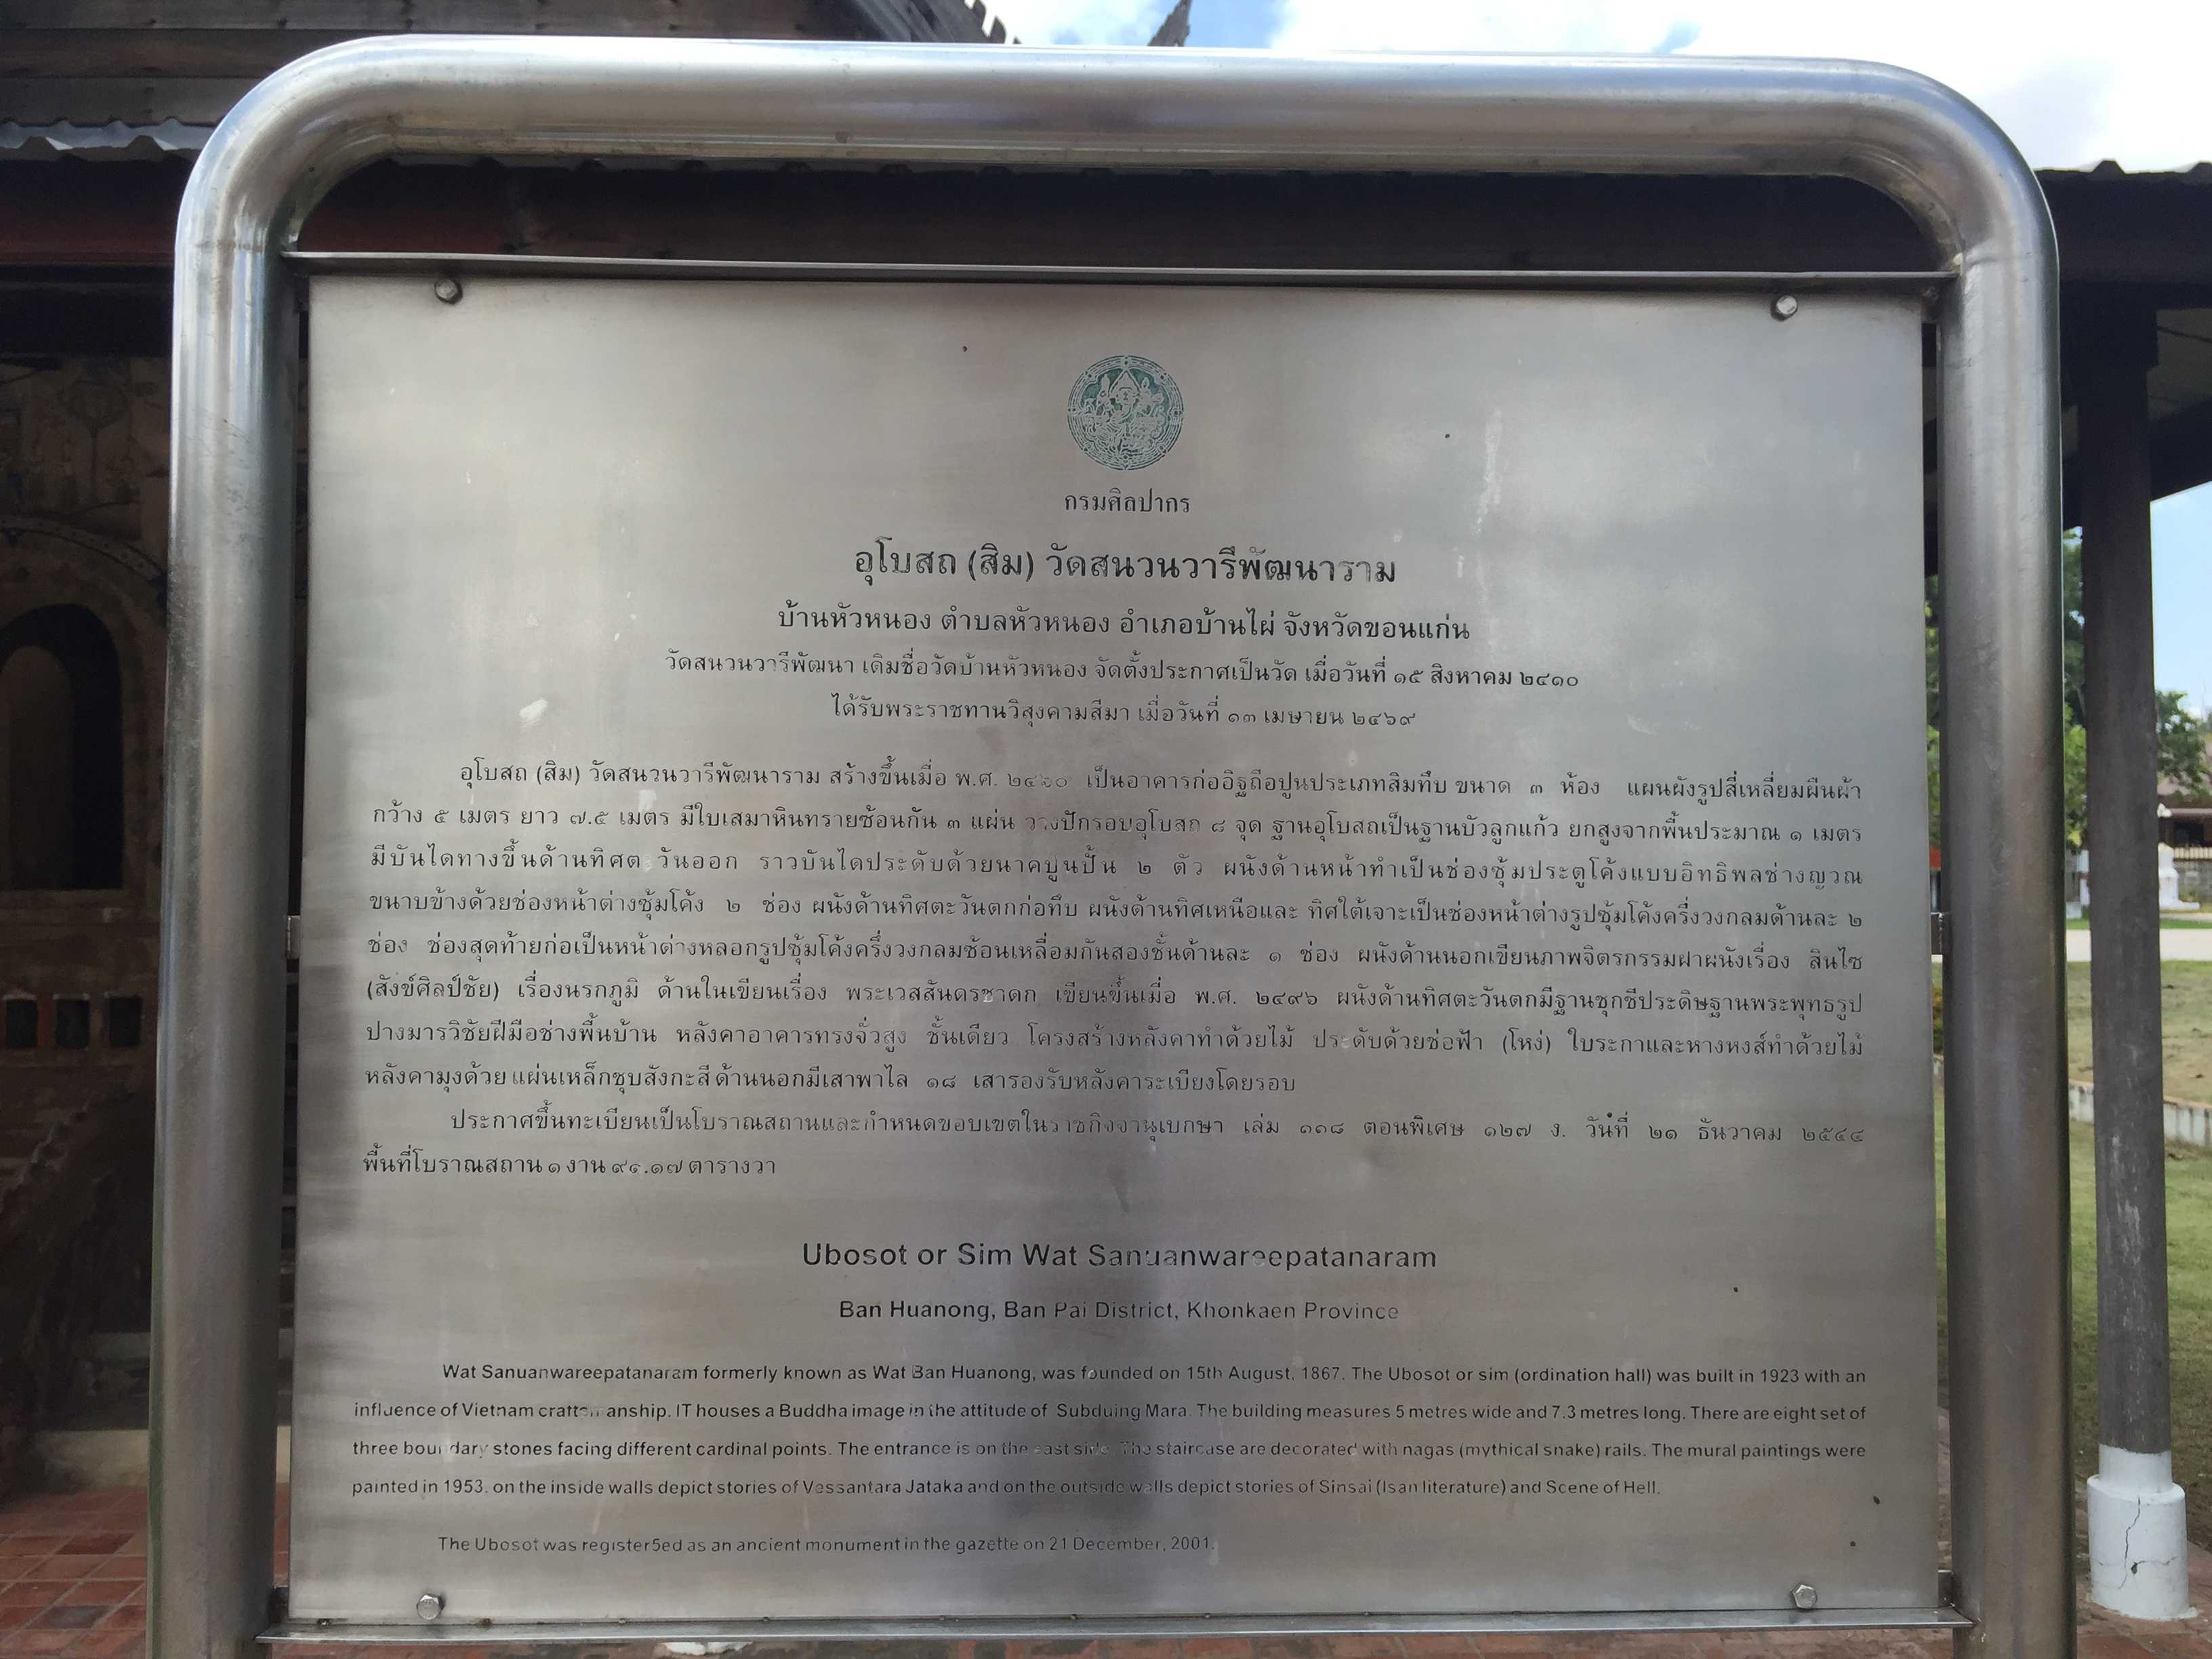 กรมศิลปากร
อุโบสถ (สิม) วัดสนวนวารีพัฒนาราม
บ้านหัวหนอง ตำบลหัวหนอง อำเภอบ้านไผ่ จังหวัดขอนแก่น
วัดสนวนวารีพัฒนา เดิมชื่อวัดบ้านหัวหนอง จัดตั้งประกาศเป็นวัด เมื่อวันที่ ๑๕ สิงหาคม ๒๔๑๐
ได้รับพระราชทานวิสุงคามสีมา เมื่อวันที่ ๑๓ เมษายน ๒๔๖๙
อุโบสถ (สิม) วัดสนวนวารีพัฒนาราม สร้างขึ้นเมื่อ พ.ศ. เป็นอาคารก่ออิฐถือปูนประเภทสิมทึบ ขนาด ๓ ห้อง แผนผังรูปสี่เหลี่ยมผืนผ้า
กว้าง ๕ เมตร ยาว ๗.๕ เมตร มีใบเสมาหินทรายซ้อนกัน ๓ แผ่น วางปักรอบอุโบสถ ๘ จุด ฐานอุโบสถเป็นฐานบัวลูกแก้ว ยกสูงจากพื้นประมาณ ๑ เมตร
มีบันไดทางขึ้นด้านทิศต วันออก ราวบันไดประดับด้วยนาคปูนปั้น ๒ ตัว ผนังด้านหน้าทำเป็นช่องซุ้มประตูโค้งแบบอิทธิพลช่างญวณ
ขนาบข้างด้วยช่องหน้าต่างซุ้มโค้ง ๒ ช่อง ผนังด้านทิศตะวันตกก่อทึบ ผนังด้านทิศเหนือและ ทิศใต้เจาะเป็นช่องหน้าต่างรูปซุ้มโค้งครึ่งวงกลมด้านละ ๒
ช่อง ช่องสุดท้ายก่อเป็นหน้าต่างหลอกรูปซุ้มโค้งครึ่งวงกลมซ้อนเหลื่อมกันสองชั้นด้านละ ๑ ช่อง ผนังด้านนอกเขียนภาพจิตรกรรมฝาผนังเรื่อง สินไซ
(สังข์ศิลป์ชัย) เรื่องนรกภูมิ ด้านในเขียนเรื่อง พระเวสสันดรชาดก เขียนขึ้นเมื่อ พ.ศ. ๒๔๙๖ ผนังด้านทิศตะวันตกมีฐานชุกชีประดิษฐานพระพุทธรูป
ปางมารวิชัยฝีมือช่างพื้นบ้าน หลังคาอาคารทรงจั่วสูง ชั้นเดียว โครงสร้างหลังคาทำด้วยไม้ ประดับด้วยช่อฟ้า (โหง่) ใบระกาและหางหงส์ทำด้วยไม้
หลังคามุงด้วยแผ่นเหล็กชุบสังกะสีด้านนอกมีเสาพาไล ๑๘ เสารองรับหลังคาระเบียงโดยรอบ
ประกาศขึ้นทะเบียนเป็นโบราณสถานและกำหนดขอบเขตในราชกิจจานุเบกษา เล่ม ๑๑๘ ตอนพิเศษ ๑๒๗ ง. วันที่ ๒๑ ธันวาคม ๒๕๔๔
พื้นที่โบราณสถาน ๑ งาน ๙๔.๑๗ ตารางวา
Ubosot or Sim Wat Sanuanwareepatanaram
Ban Huanong, Ban Pai District, Khonkaen Province
Wat Sanuanwareepatanaram formerly known as Wat Ban Huanong, was founded on 15th August, 1867. The Ubosot or sim (ordination hall) was built in 1923 with an
influence of Vietnam anship. IT houses a Buddha image in the attitude of Subduing Mara. The building measures 5 metres wide and 7.3 metres long. There are eight set of
three boundary stones facing different cardinal points. The entrance is on the east side. The staircase are decorated with nagas (mythical snake) rails. The mural paintings were
painted in 1953. on the inside walls depict stories of Vessantara Jataka and on the outside walls depict stories of Sinsai (Isan literature) and Scene of Hell.
The Ubosot was register5ed as an ancient monument in the gazette on 21 December, 2001.